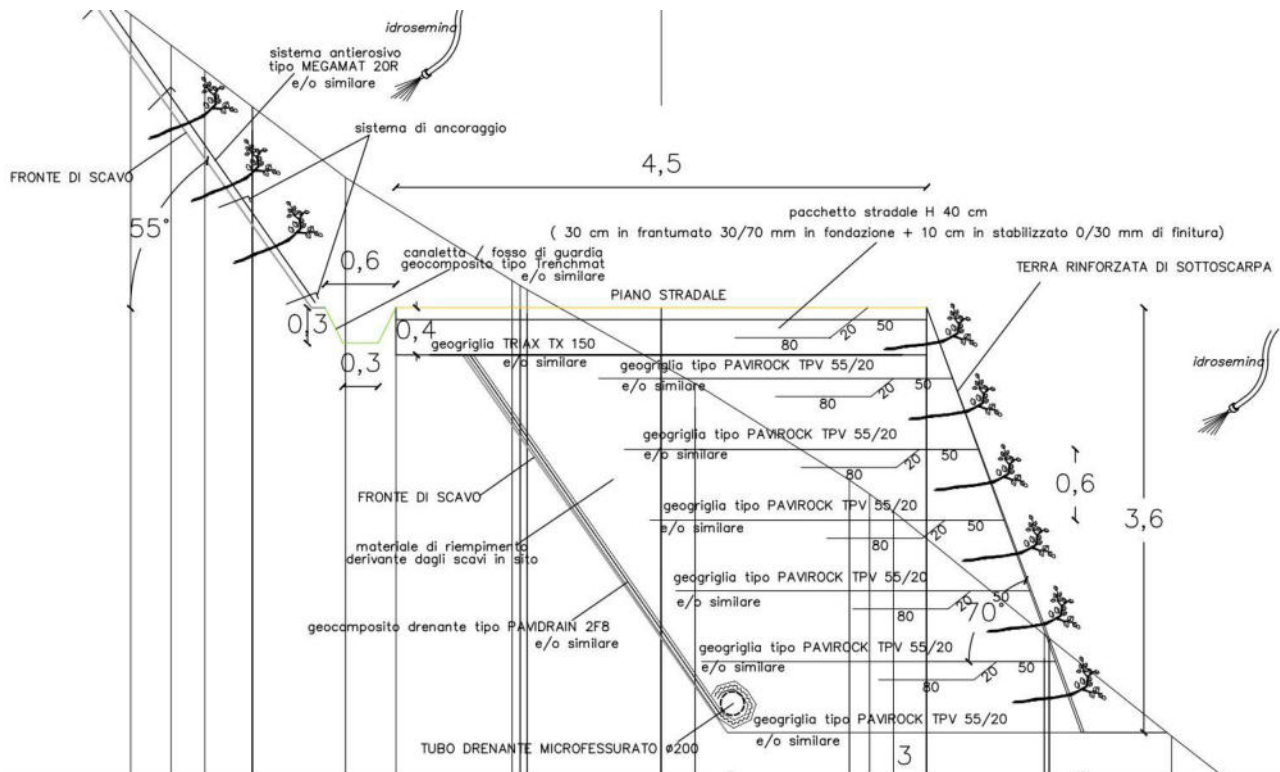 idrosemina
sistema antierosivo
tipo MEGAMAT 20R
e/o similare
sistema di ancoraggio
FRONTE DI SCAVO
55°
4,5
pacchetto stradale H 40 cm
( 30 cm in frantumato 30/70 mm in fondazione + 10 cm in stabilizzato 0/30 mm di finitura)
canaletta / fosso di guardia
geocomposito tipo Trenchmat
e/o similare
0,6
TERRA RINFORZATA DI SOTTOSCARPA
PIANO STRADALE
0,3
0,4
0,3
80
20
50
geogriglia TRIAX TX 150
e/o similare
geogriglia tipo PAVIROCK TPV 55/20
e/o similare
80
20
50
idrosemina
geogriglia tipo PAVIROCK TPV 55/20
e/o similare
80
20
50
0,6
3,6
FRONTE DI SCAVO
geogriglia tipo PAVIROCK TPV 55/20
e/o similare
80
20
50
materiale di riempimento
derivante dagli scavi in sito
geogriglia tipo PAVIROCK TPV 55/20
e/o similare
80
20
50
70°
geocomposito drenante tipo PAVIDRAIN 2F8
e/o similare
geogriglia tipo PAVIROCK TPV 55/20
e/o similare
80
20
50
geogriglia tipo PAVIROCK TPV 55/20
e/o similare
TUBO DRENANTE MICROFESSURATO ø200
3